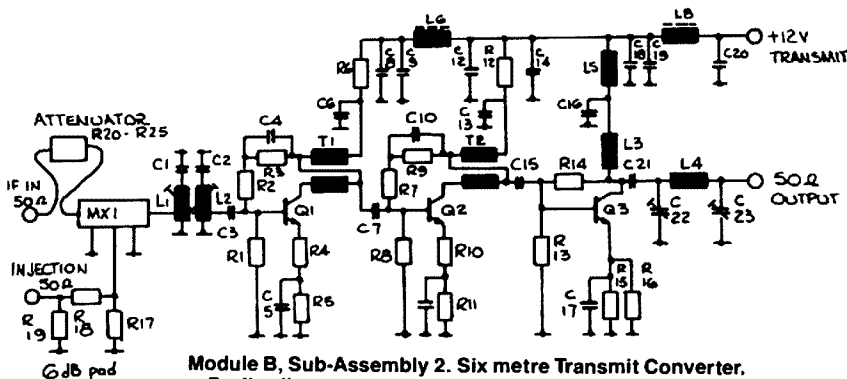 L6
L8
+12V
TRANSMIT
R6
C8
C9
C12
R12
C14
L5
C18
C19
C20
C6
C13
C16
ATTENUATOR
R20-R25
C4
C10
T1
T2
L3
C1
C2
R3
R2
R9
R7
C15
R14
C21
L4
IF IN
50Ω
L1
L2
C3
Q1
Q2
Q3
50Ω
OUTPUT
MX1
C7
C22
C23
R1
R4
R8
R10
R13
INJECTION
50Ω
C5
R5
R11
C17
R15
R16
R19
R18
R17
6dB pad
Module B, Sub-Assembly 2. Six metre Transmit Converter.